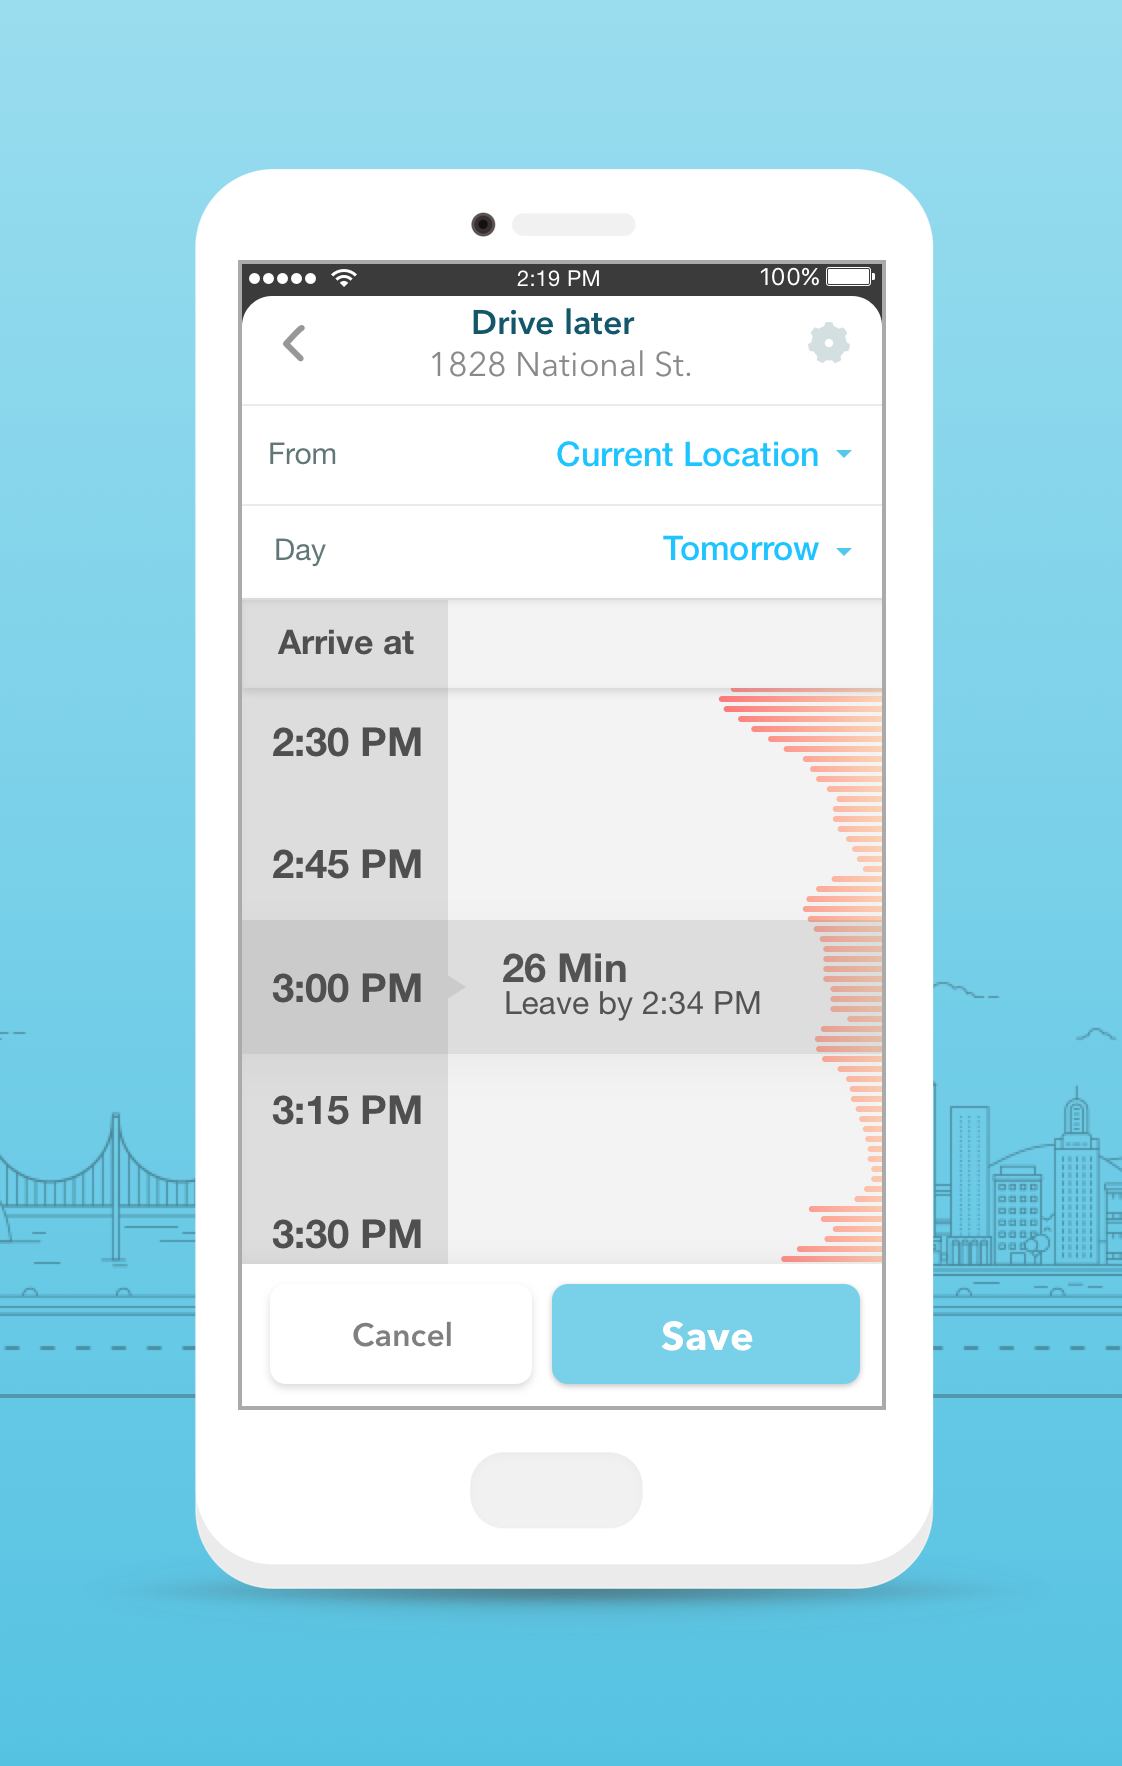 2:19 PM
100%
Drive later
1828 National St.
From
Current Location
Day
Tomorrow
Arrive at
2:30 PM
2:45 PM
3:00 PM
26 Min
Leave by 2:34 PM
3:15 PM
3:30 PM
Cancel
Save